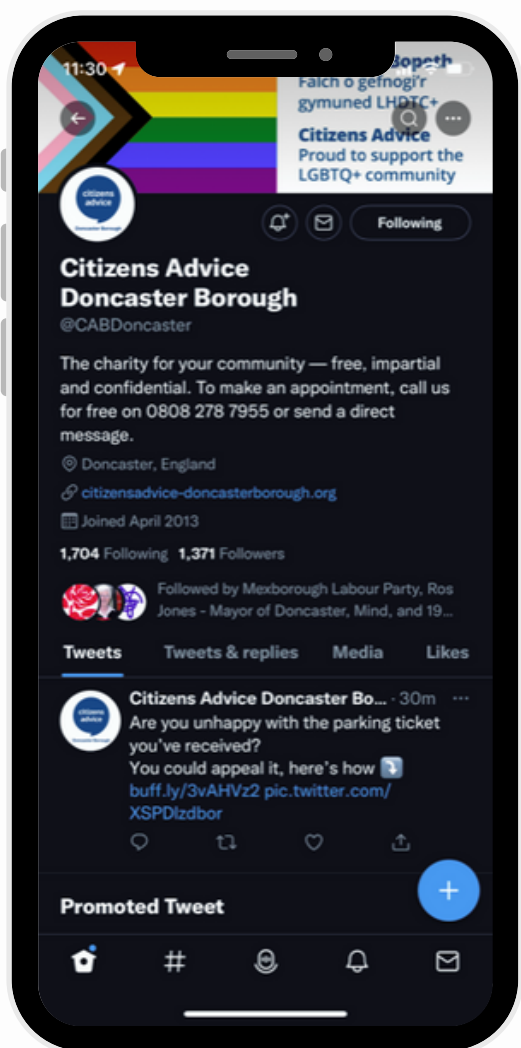 11:30
Bopeth
Falch o gefnogi'r
gymuned LHDTC+
Citizens Advice
Proud to support the
LGBTQ+ community
citizens
advice
Doncaster Borough
Following
Citizens Advice
Doncaster Borough
@CABDoncaster
The charity for your community — free, impartial
and confidential. To make an appointment, call us
for free on 0808 278 7955 or send a direct
message.
Doncaster, England
citizensadvice-doncasterborough.org
Joined April 2013
1,704 Following 1,371 Followers
Followed by Mexborough Labour Party, Ros
Jones - Mayor of Doncaster, Mind, and 19...
Tweets Tweets & replies Media Likes
Citizens Advice Doncaster Bo... · 30m
citizens
advice
Doncaster Borough
Are you unhappy with the parking ticket
you've received?
You could appeal it, here's how ⤵️
buff.ly/3vAHVz2 pic.twitter.com/
XSPDlzdbor
Promoted Tweet